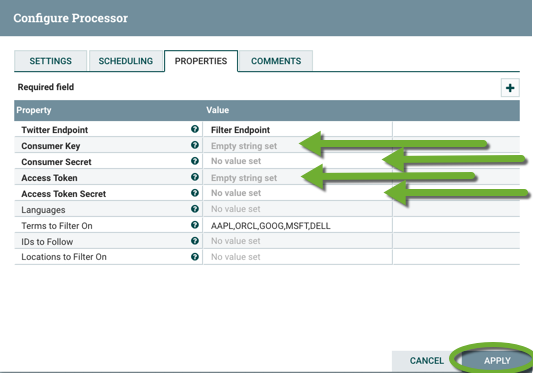 Configure Processor
SETTINGS SCHEDULING PROPERTIES COMMENTS
Required field
Property Value
Twitter Endpoint Filter Endpoint
Consumer Key Empty string set
Consumer Secret No value set
Access Token Empty string set
Access Token Secret No value set
Languages No value set
Terms to Filter On AAPL,ORCL,GOOG,MSFT,DELL
IDs to Follow No value set
Locations to Filter On No value set
CANCEL APPLY